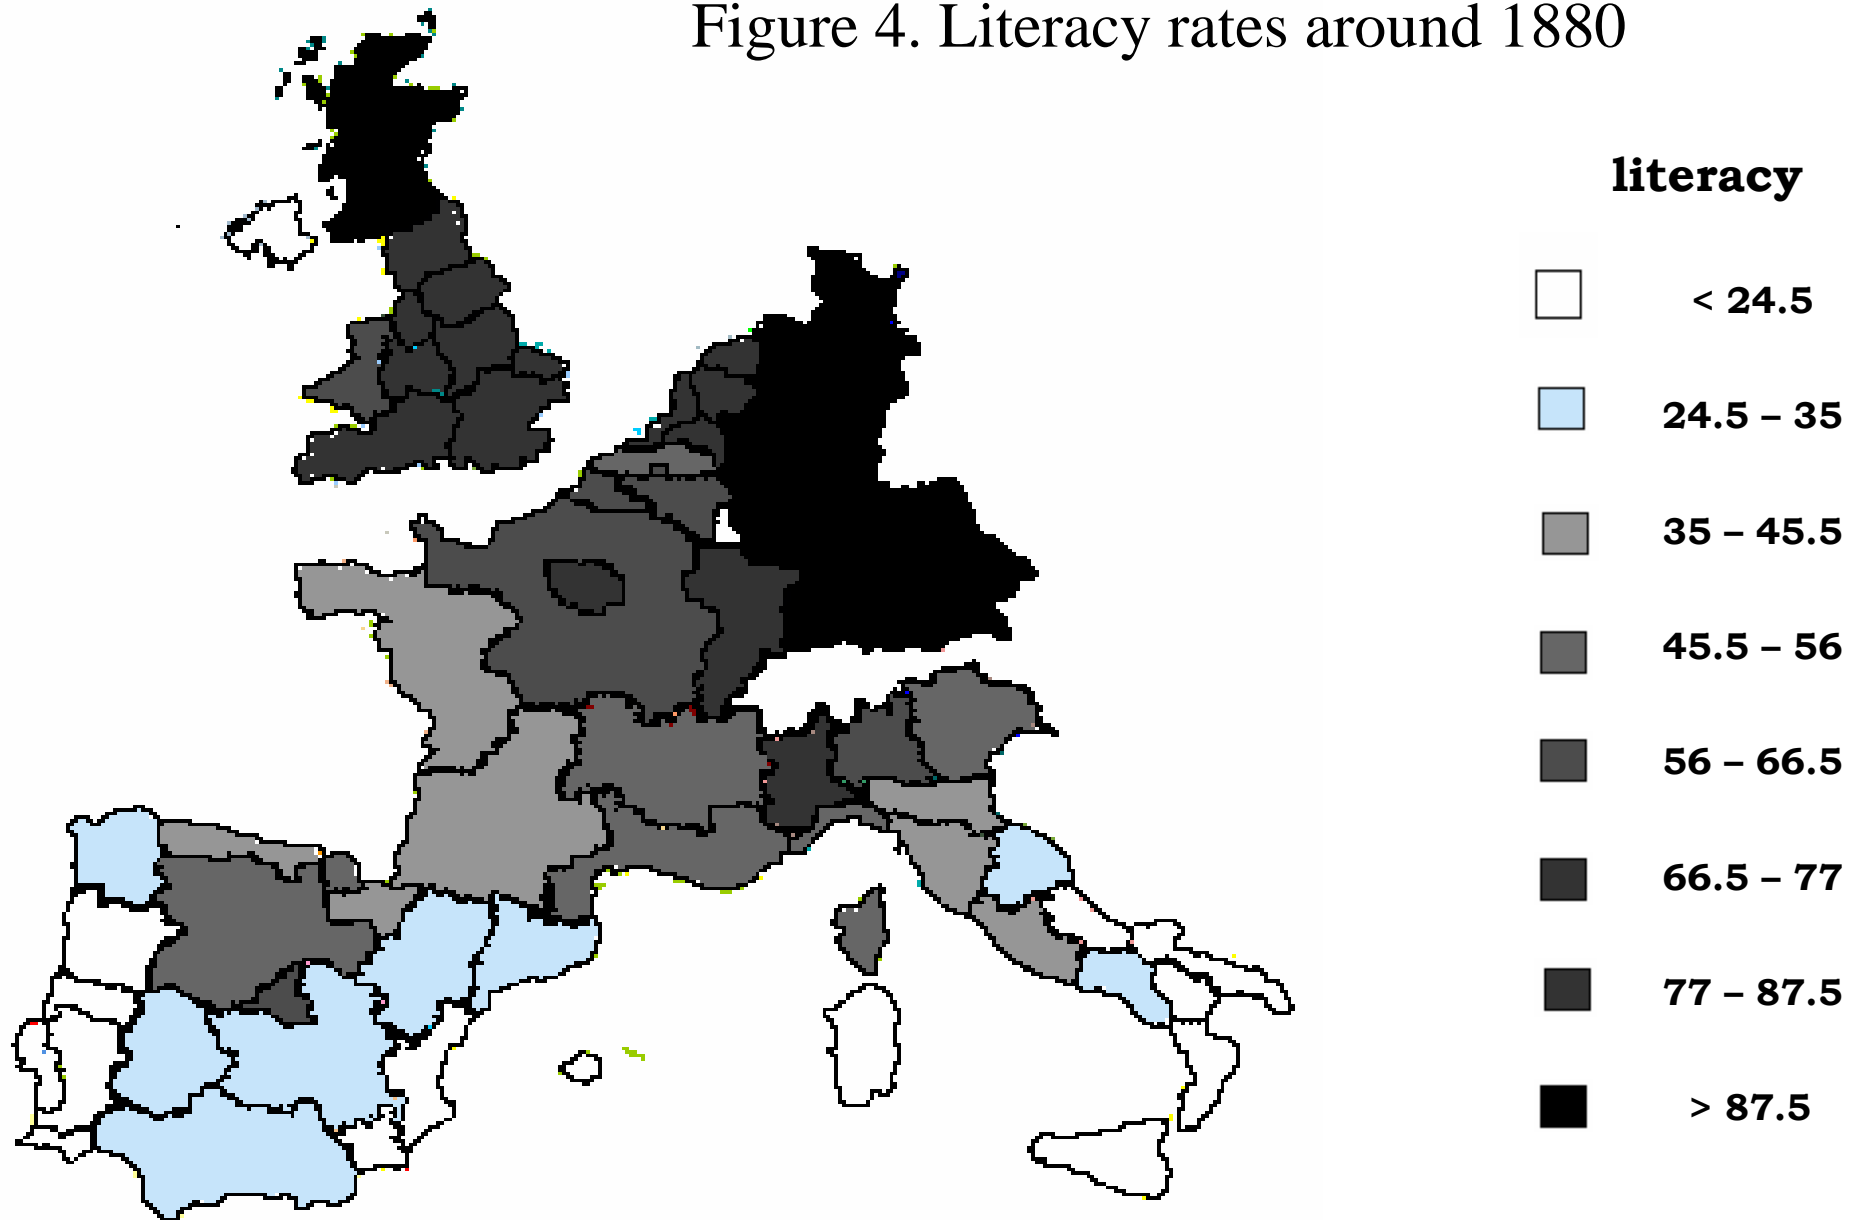 Figure 4. Literacy rates around 1880
literacy
< 24.5
24.5 – 35
35 – 45.5
45.5 – 56
56 – 66.5
66.5 – 77
77 – 87.5
> 87.5